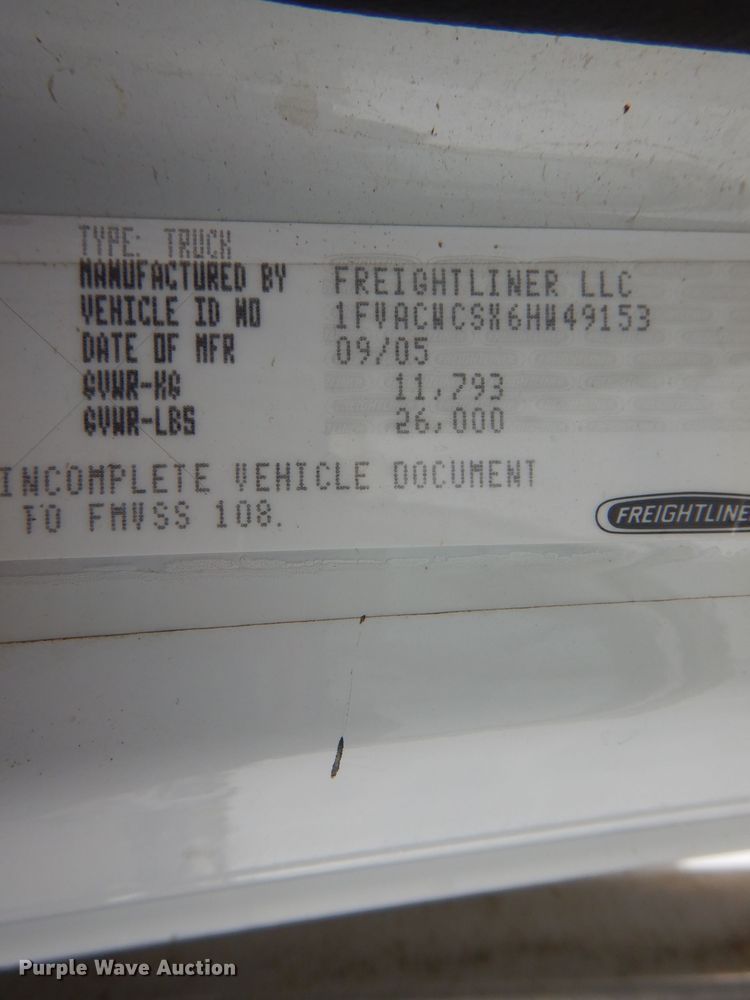 TYPE: TRUCK
MANUFACTURED BY FREIGHTLINER LLC
VEHICLE ID NO 1FVACWCSX6HW49153
DATE OF MFR 09/05
GVWR-KG 11,793
GVWR-LBS 26,000
INCOMPLETE VEHICLE DOCUMENT
TO FMVSS 108.
FREIGHTLINE
Purple Wave Auction